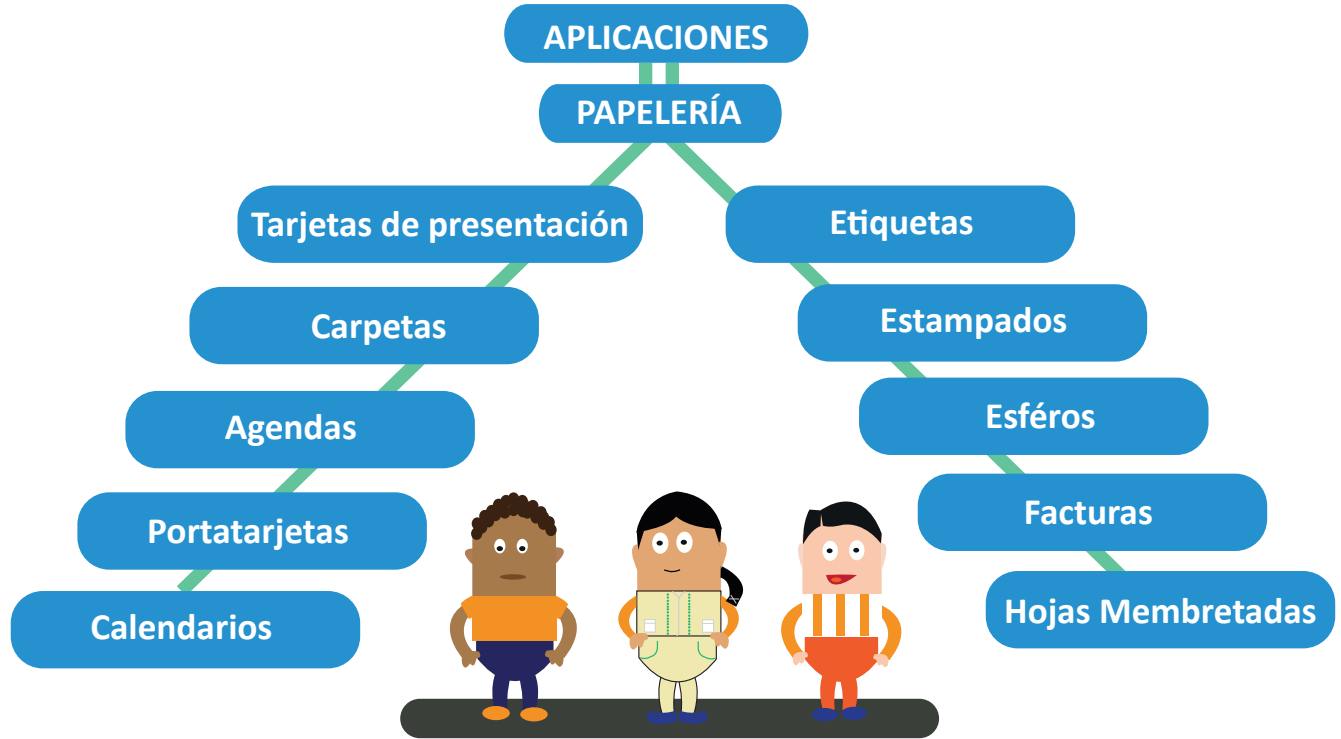 APLICACIONES
PAPELERÍA
Tarjetas de presentación
Etiquetas
Carpetas
Estampados
Agendas
Esféros
Portatarjetas
Facturas
Calendarios
Hojas Membretadas